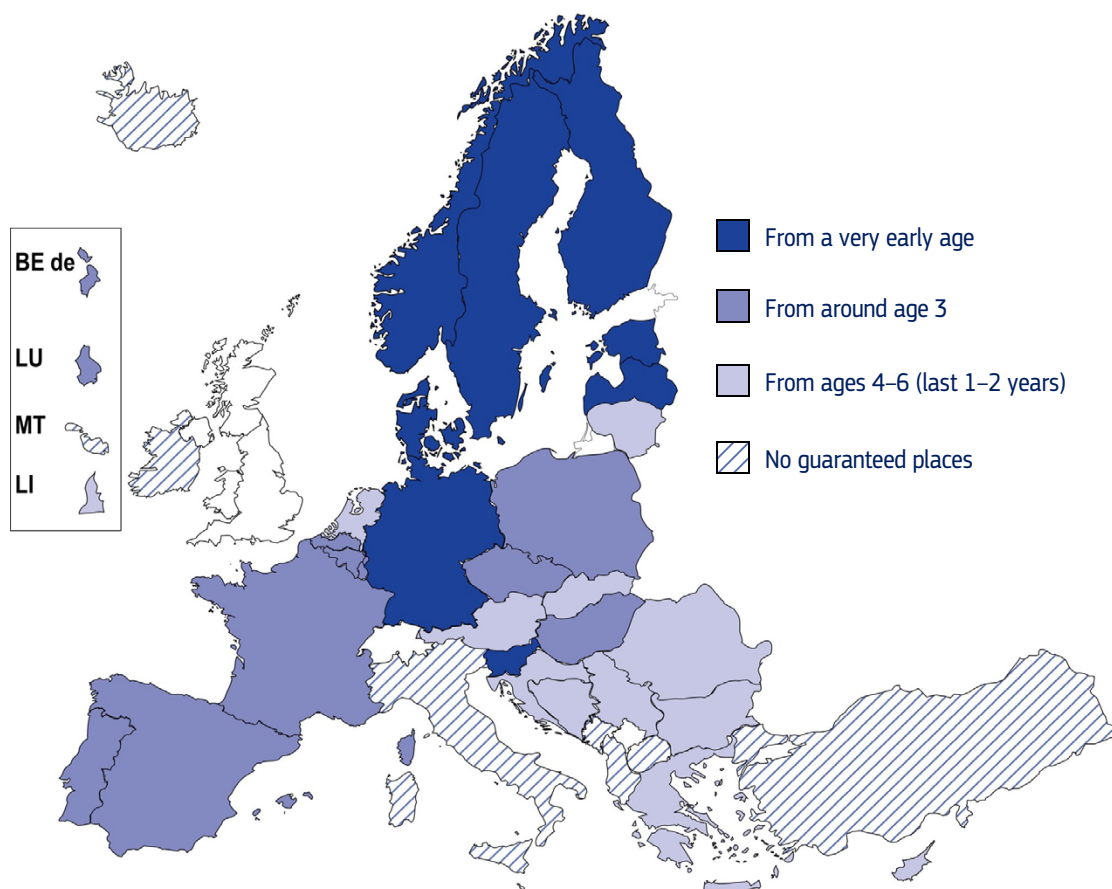 BE de
LU
MT
LI
From a very early age
From around age 3
From ages 4–6 (last 1–2 years)
No guaranteed places